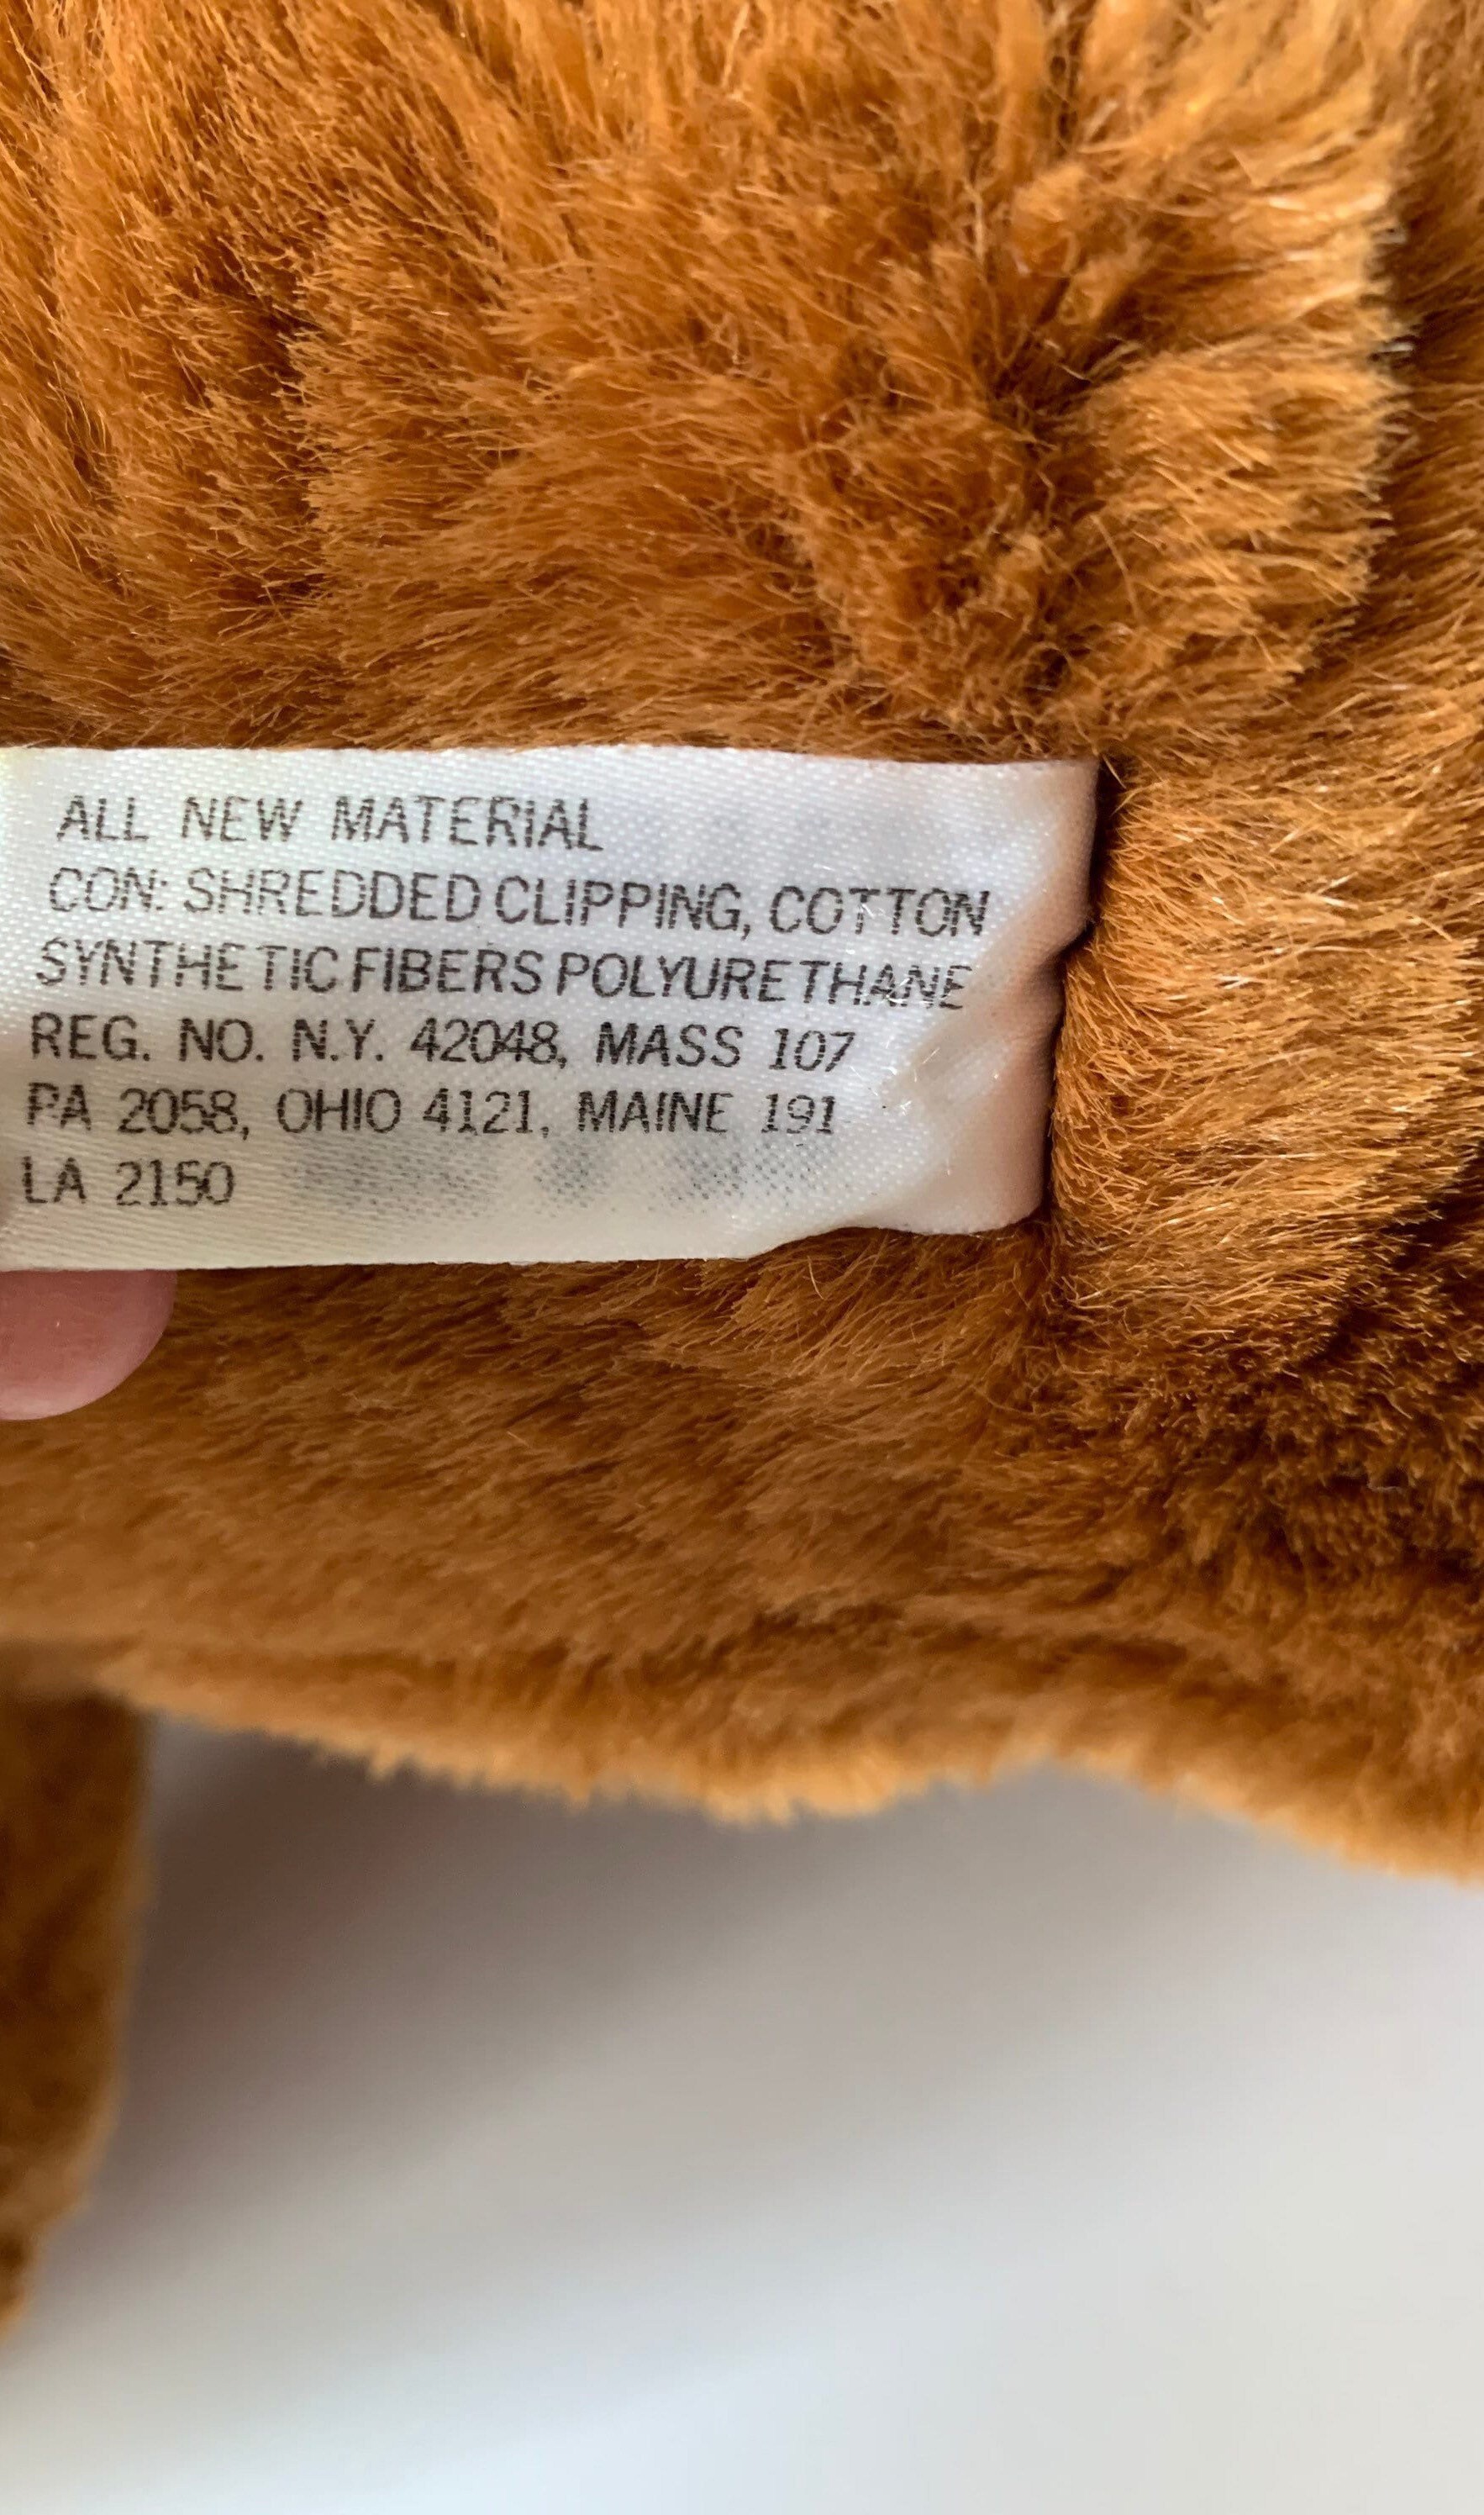 ALL NEW MATERIAL
CON: SHREDDED CLIPPING, COTTON
SYNTHETIC FIBERS POLYURETHANE
REG. NO. N.Y. 42048, MASS 107
PA 2058, OHIO 4121, MAINE 191
LA 2150